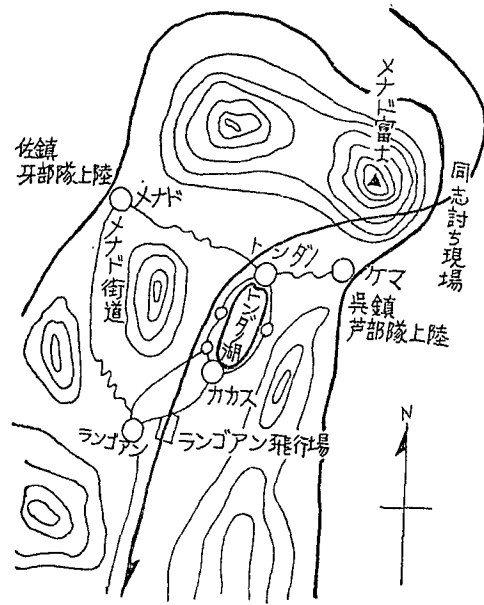 メナド富士
同志討ち現場
佐鎮
牙部隊上陸
メナド
メナド街道
トンダノ
トンダノ湖
ケマ
呉鎮
芦部隊上陸
カカス
ランゴアン
ランゴアン飛行場
N